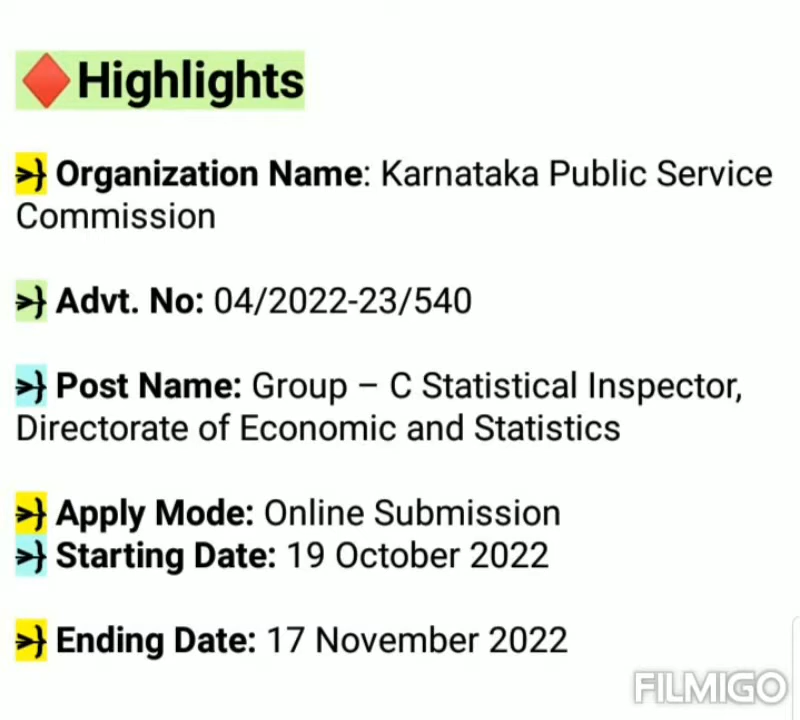 ♦Highlights
➢} Organization Name: Karnataka Public Service
Commission
➢} Advt. No: 04/2022-23/540
➢} Post Name: Group – C Statistical Inspector,
Directorate of Economic and Statistics
➢} Apply Mode: Online Submission
➢} Starting Date: 19 October 2022
➢} Ending Date: 17 November 2022
FILMIGO